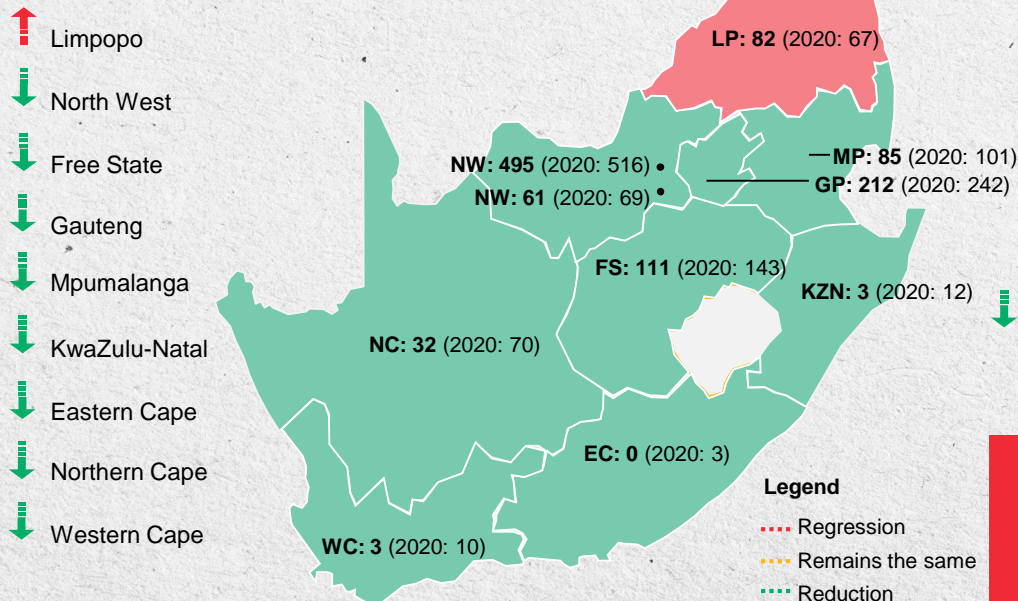 Limpopo
North West
Free State
Gauteng
Mpumalanga
KwaZulu-Natal
Eastern Cape
Northern Cape
Western Cape
LP: 82 (2020: 67)
NW: 495 (2020: 516)
NW: 61 (2020: 69)
MP: 85 (2020: 101)
GP: 212 (2020: 242)
FS: 111 (2020: 143)
KZN: 3 (2020: 12)
NC: 32 (2020: 70)
EC: 0 (2020: 3)
WC: 3 (2020: 10)
Legend
Regression
Remains the same
Reduction